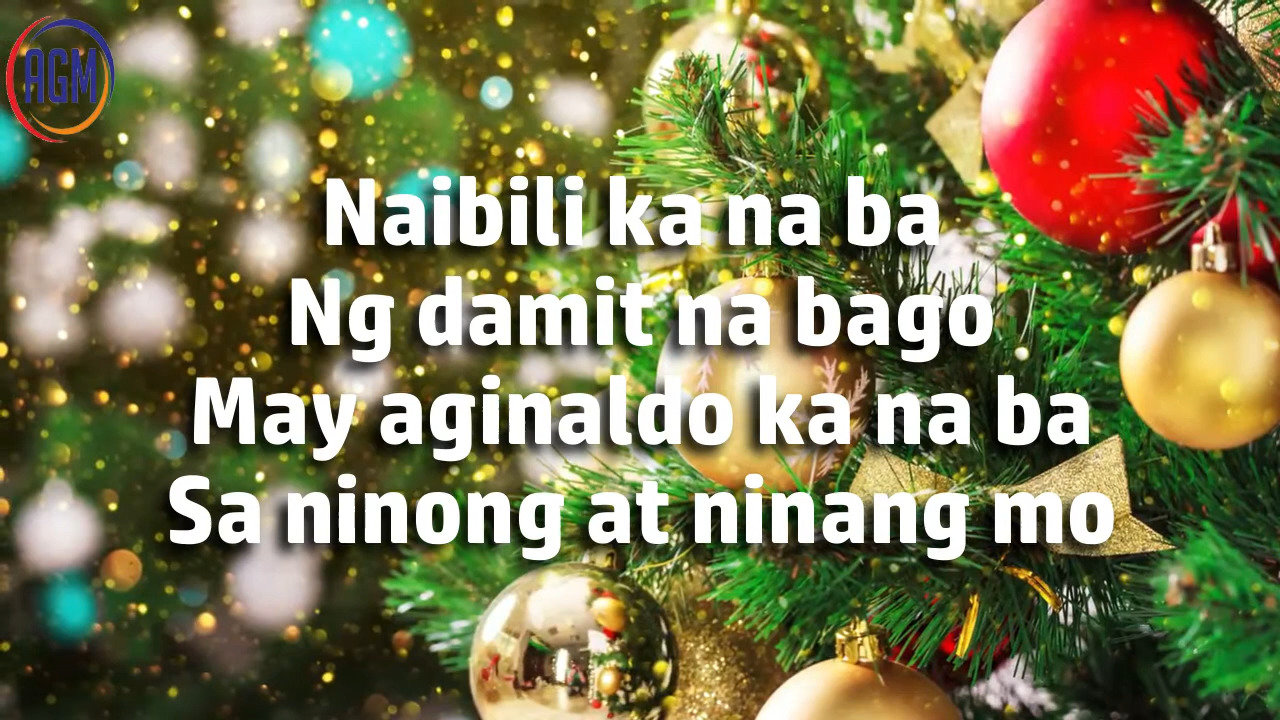 AGM
Naibili ka na ba
Ng damit na bago
May aginaldo ka na ba
Sa ninong at ninang mo